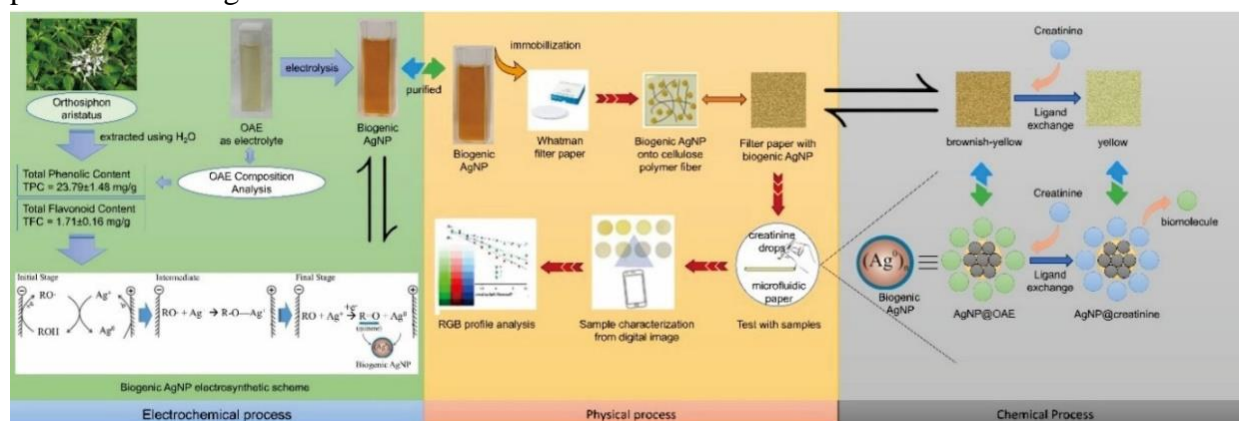 Orthosiphon
aristatus
extracted using H₂O
Total Phenolic Content
TPC = 23.79±1.48 mg/g
Total Flavonoid Content
TFC = 1.71±0.16 mg/g
OAE
as electrolyte
electrolysis
Biogenic
AgNP
OAE Composition
Analysis
purified
Initial Stage
RO·
Ag⁺
ROH
Ag⁰
Intermediate
RO· + Ag → R-O—Ag
Final Stage
RO + Ag⁺ → R-O + Ag⁰
+e⁻
Biogenic AgNP
Biogenic AgNP electrosynthetic scheme
Electrochemical process
Biogenic
AgNP
immobillization
Whatman
filter paper
Biogenic AgNP
onto cellulose
polymer fiber
Filter paper with
biogenic AgNP
creatinine
drops
microfluidic
paper
Test with samples
Sample characterization
from digital image
RGB profile analysis
Physical process
Creatinine
brownish-yellow
Ligand
exchange
yellow
Creatinine
biomolecule
(Ag⁰)n
Biogenic
AgNP
AgNP@OAE
Ligand
exchange
AgNP@creatinine
Chemical Process